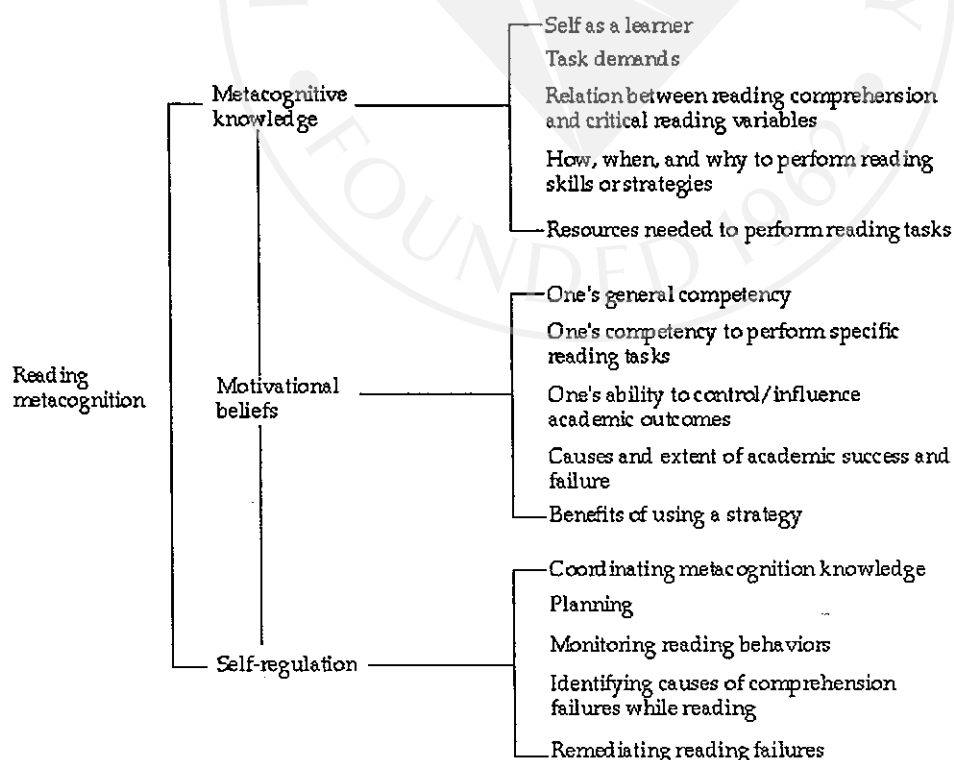 Self as a learner
Task demands
Metacognitive
knowledge
Relation between reading comprehension
and critical reading variables
How, when, and why to perform reading
skills or strategies
Resources needed to perform reading tasks
One's general competency
One's competency to perform specific
reading tasks
Reading
metacognition
Motivational
beliefs
One's ability to control/influence
academic outcomes
Causes and extent of academic success and
failure
Benefits of using a strategy
Coordinating metacognition knowledge
Planning
Monitoring reading behaviors
Self-regulation
Identifying causes of comprehension
failures while reading
Remediating reading failures
FOUNDED 1962